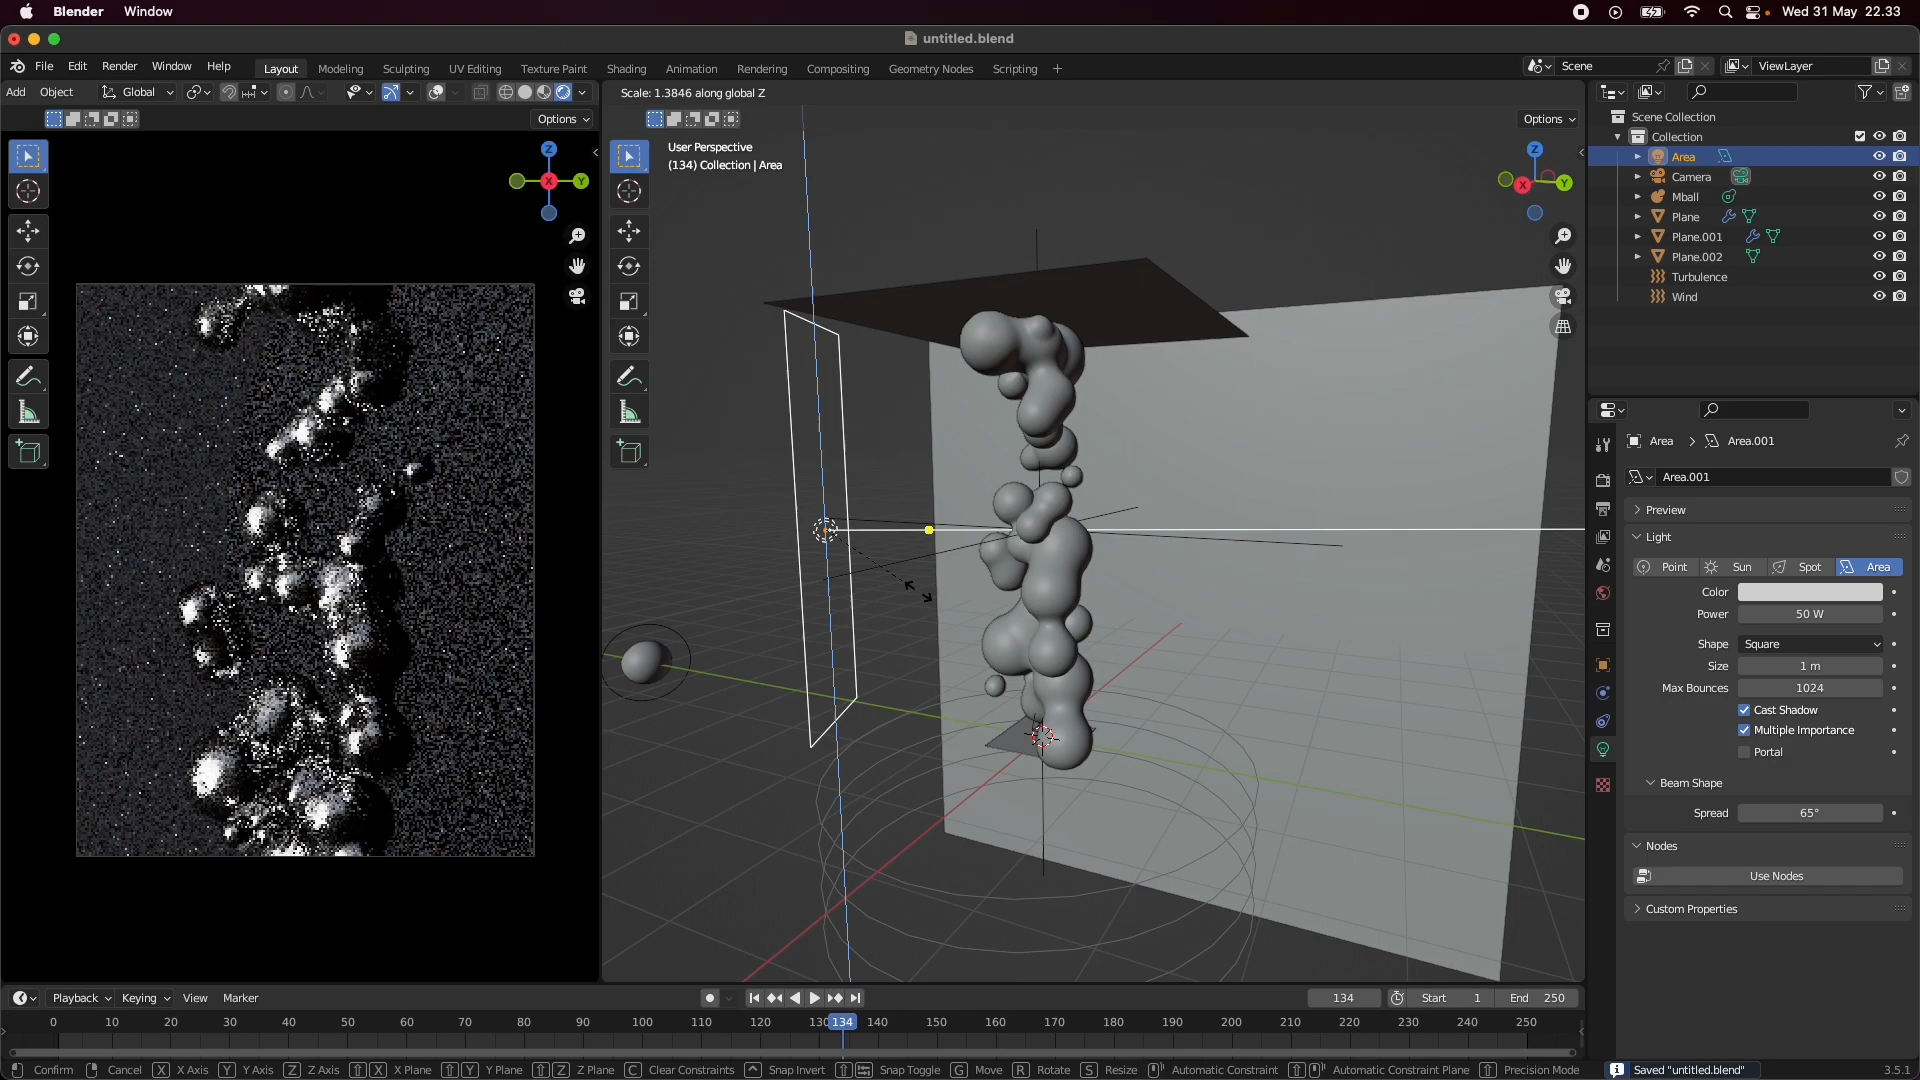 Blender Window Wed 31 May 22.33
untitled.blend
File Edit Render Window Help Layout Modeling Sculpting UV Editing Texture Paint Shading Animation Rendering Compositing Geometry Nodes Scripting + Scene ViewLayer
Add Object Global Scale: 1.3846 along global Z
Options Options
User Perspective
(134) Collection | Area
Z Y X
Z Y X
Scene Collection
Collection
Area
Camera
Mball
Plane
Plane.001
Plane.002
Turbulence
Wind
Area > Area.001
Area.001
Preview
Light
Point Sun Spot Area
Color
Power 50 W
Shape Square
Size 1 m
Max Bounces 1024
Cast Shadow
Multiple Importance
Portal
Beam Shape
Spread 65°
Nodes
Use Nodes
Custom Properties
Playback Keying View Marker 134 Start 1 End 250
0 10 20 30 40 50 60 70 80 90 100 110 120 130 134 140 150 160 170 180 190 200 210 220 230 240 250
Confirm Cancel X X Axis Y Y Axis Z Z Axis X X Plane Y Y Plane Z Z Plane C Clear Constraints Snap Invert Snap Toggle G Move R Rotate S Resize Automatic Constraint Automatic Constraint Plane Precision Mode Saved "untitled.blend" 3.5.1